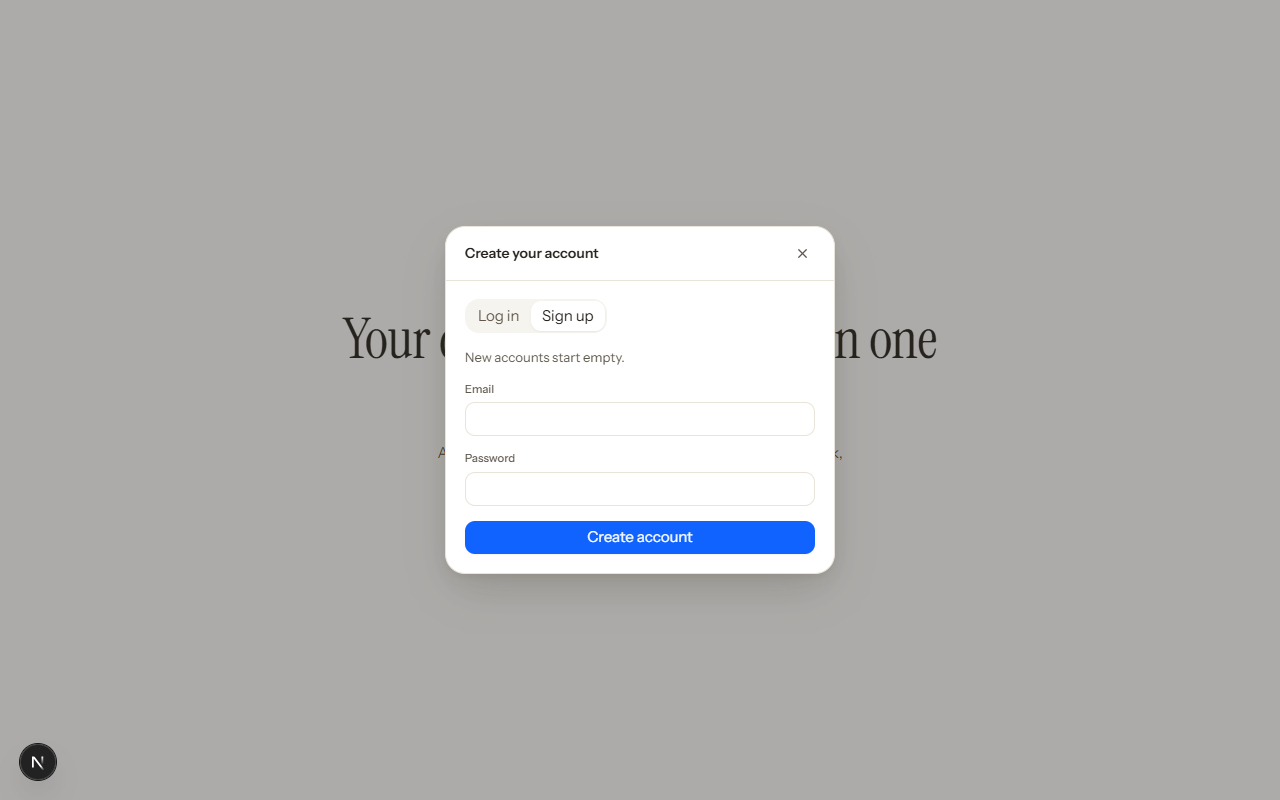 Create your account
Log in Sign up
Your n one
New accounts start empty.
Email
Password
Create account
N